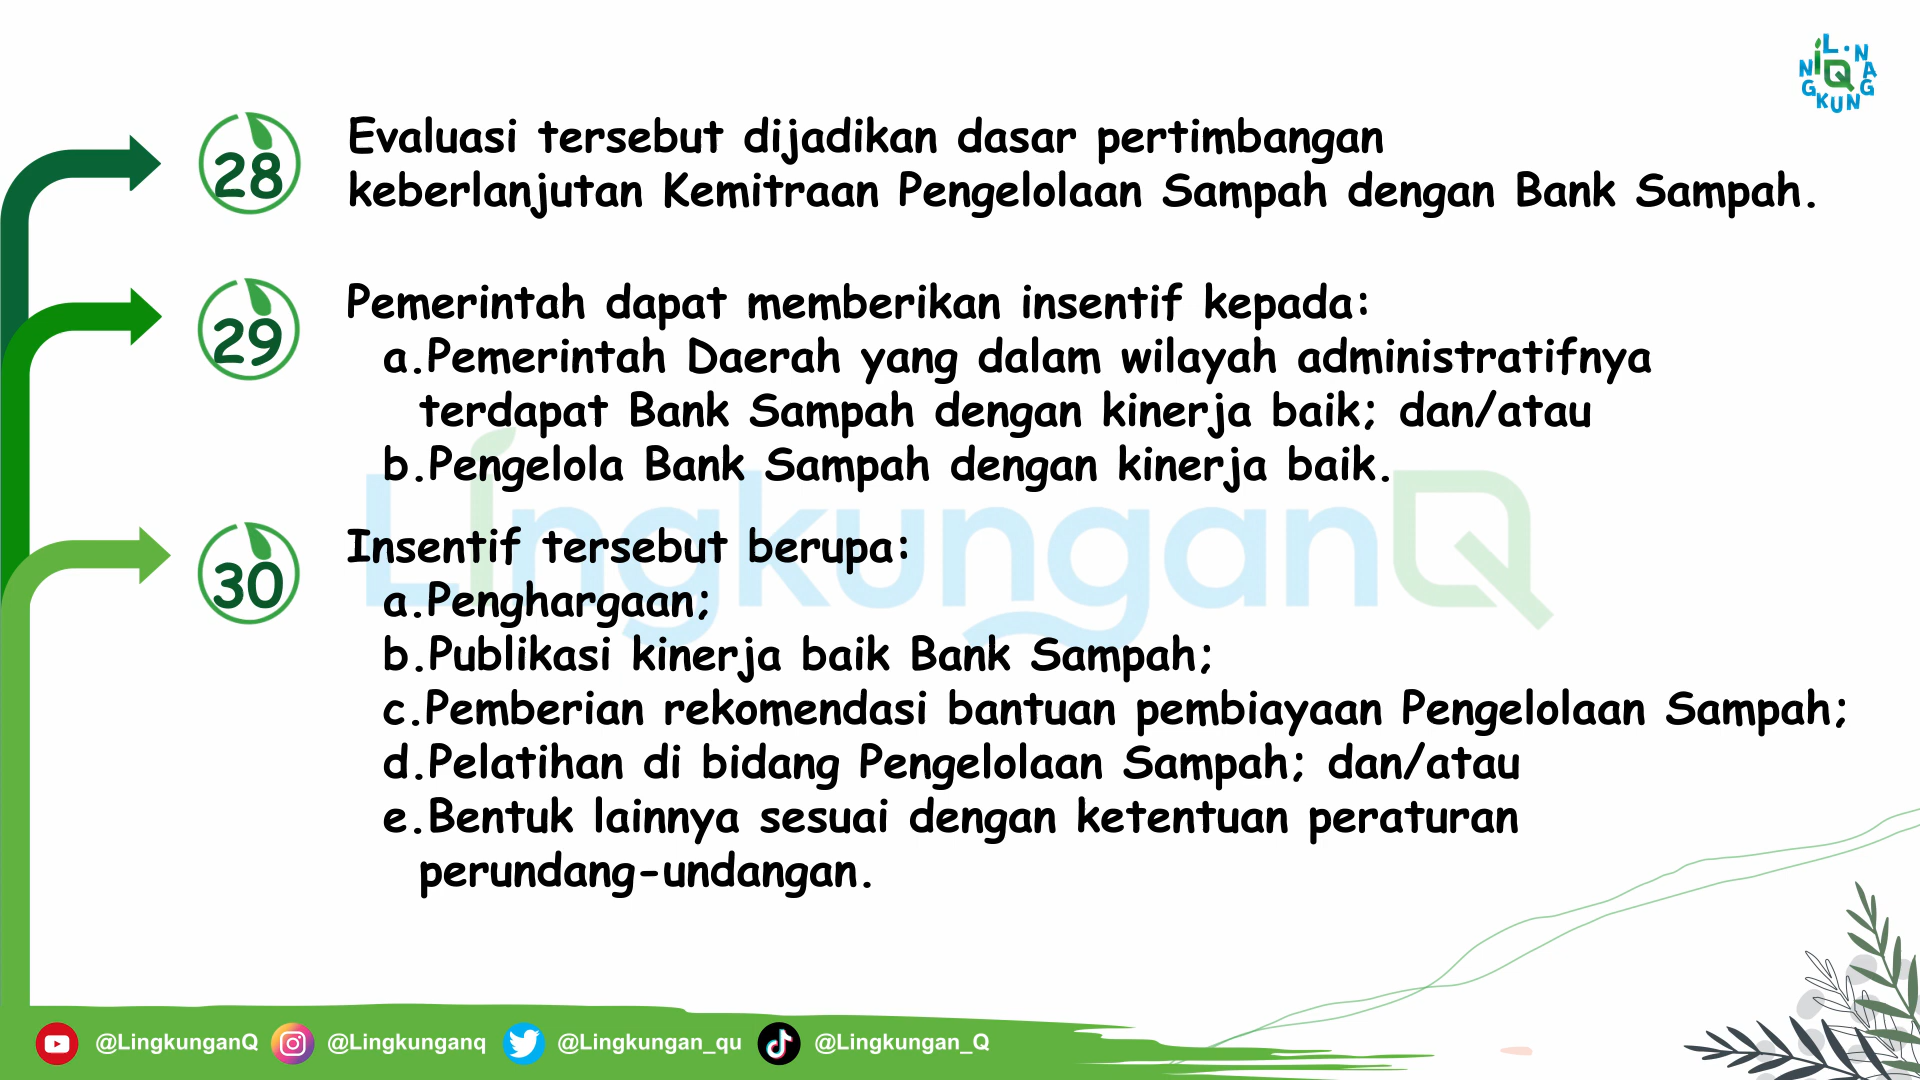 LINGKUNGAN
Q
28
Evaluasi tersebut dijadikan dasar pertimbangan
keberlanjutan Kemitraan Pengelolaan Sampah dengan Bank Sampah.
29
Pemerintah dapat memberikan insentif kepada:
a.Pemerintah Daerah yang dalam wilayah administratifnya
terdapat Bank Sampah dengan kinerja baik; dan/atau
b.Pengelola Bank Sampah dengan kinerja baik.
LingkunganQ
30
Insentif tersebut berupa:
a.Penghargaan;
b.Publikasi kinerja baik Bank Sampah;
c.Pemberian rekomendasi bantuan pembiayaan Pengelolaan Sampah;
d.Pelatihan di bidang Pengelolaan Sampah; dan/atau
e.Bentuk lainnya sesuai dengan ketentuan peraturan
perundang-undangan.
@LingkunganQ @Lingkunganq @Lingkungan_qu @Lingkungan_Q